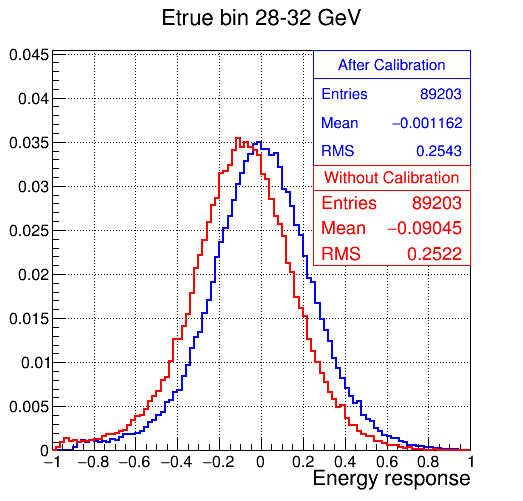 Etrue bin 28-32 GeV
0.045
0.04
0.035
0.03
0.025
0.02
0.015
0.01
0.005
0
After Calibration
Entries 89203
Mean −0.001162
RMS 0.2543
Without Calibration
Entries 89203
Mean −0.09045
RMS 0.2522
−1 −0.8 −0.6 −0.4 −0.2 0 0.2 0.4 0.6 0.8 1
Energy response